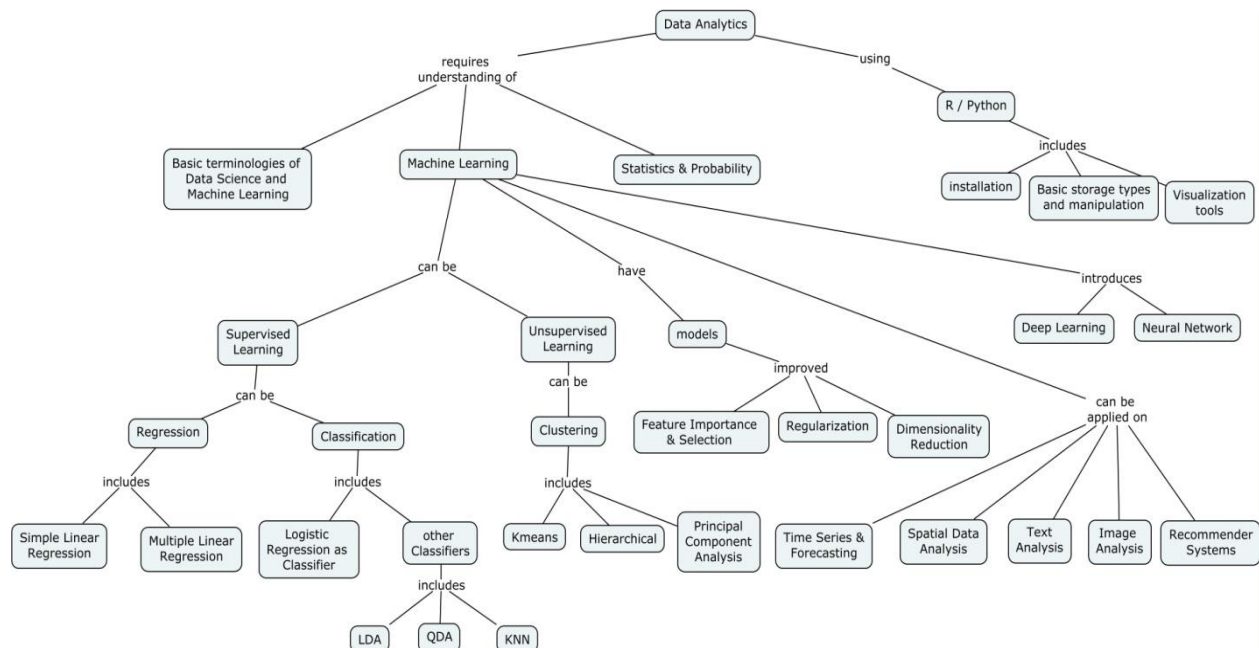 Data Analytics
requires
understanding of
using
R / Python
includes
Basic terminologies of
Data Science and
Machine Learning
Machine Learning
Statistics & Probability
installation
Basic storage types
and manipulation
Visualization
tools
can be
have
introduces
Supervised
Learning
Unsupervised
Learning
models
Deep Learning
Neural Network
can be
can be
improved
can be
applied on
Regression
Classification
Clustering
Feature Importance
& Selection
Regularization
Dimensionality
Reduction
includes
includes
includes
Simple Linear
Regression
Multiple Linear
Regression
Logistic
Regression as
Classifier
other
Classifiers
Kmeans
Hierarchical
Principal
Component
Analysis
Time Series &
Forecasting
Spatial Data
Analysis
Text
Analysis
Image
Analysis
Recommender
Systems
includes
LDA
QDA
KNN